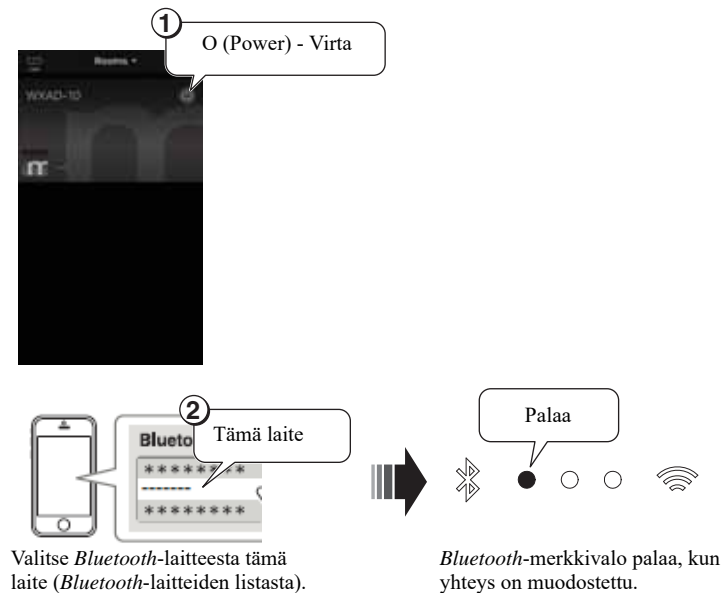 1
O (Power) - Virta
Rooms
WXAD-10
m
2
Tämä laite
Blueto
********
-------
********
Palaa
Valitse Bluetooth-laitteesta tämä
laite (Bluetooth-laitteiden listasta).
Bluetooth-merkkivalo palaa, kun
yhteys on muodostettu.